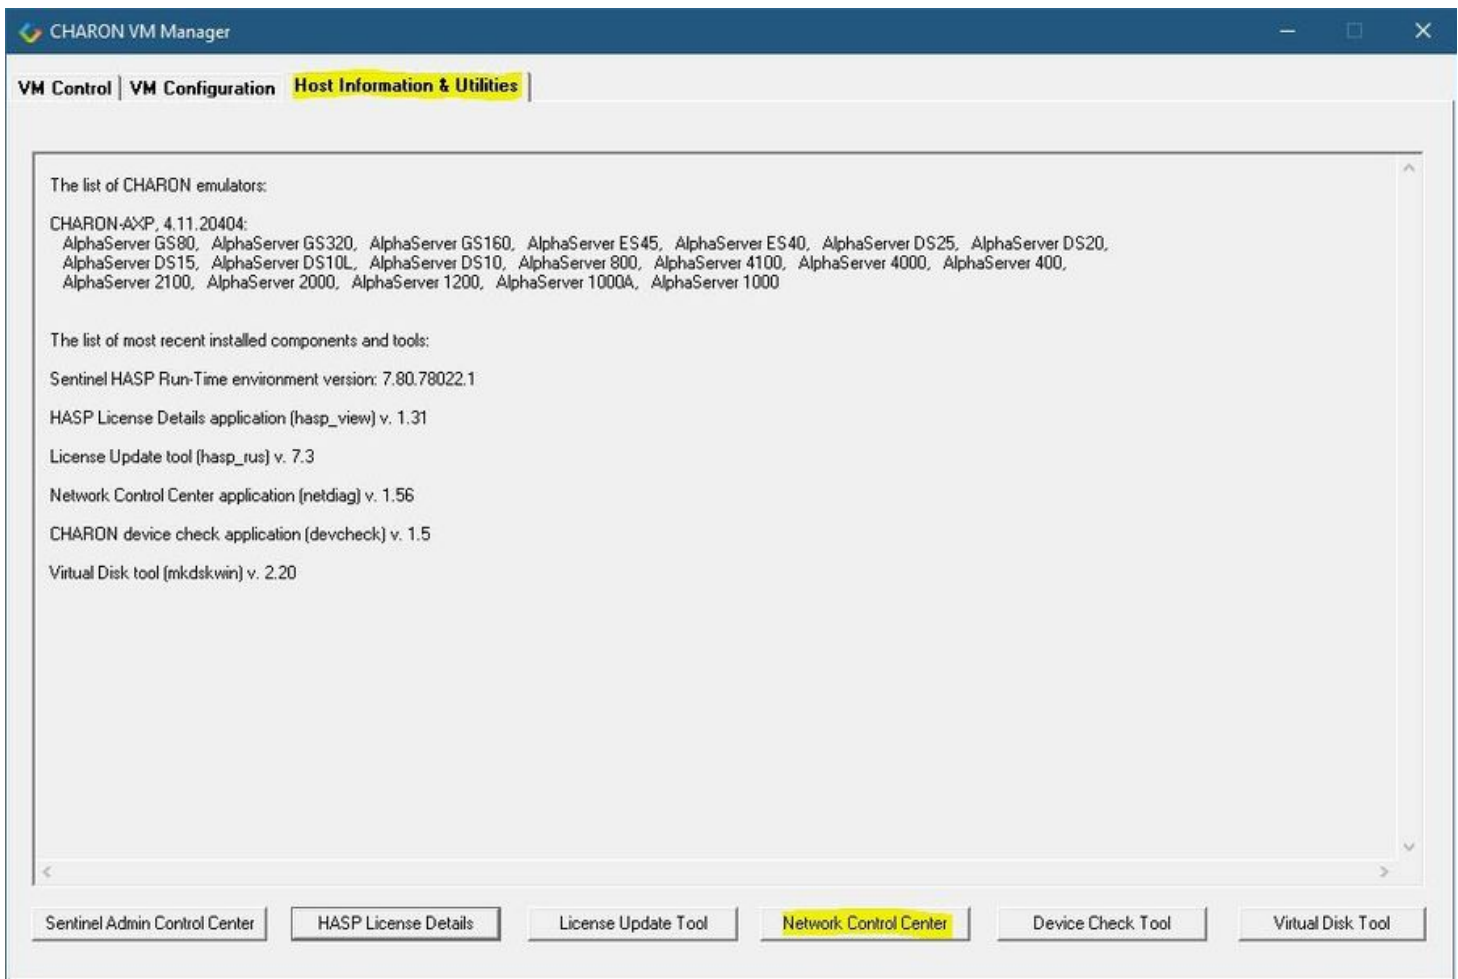 CHARON VM Manager
VM Control VM Configuration Host Information & Utilities
The list of CHARON emulators:
CHARON-AXP, 4.11.20404:
AlphaServer GS80, AlphaServer GS320, AlphaServer GS160, AlphaServer ES45, AlphaServer ES40, AlphaServer DS25, AlphaServer DS20,
AlphaServer DS15, AlphaServer DS10L, AlphaServer DS10, AlphaServer 800, AlphaServer 4100, AlphaServer 4000, AlphaServer 400,
AlphaServer 2100, AlphaServer 2000, AlphaServer 1200, AlphaServer 1000A, AlphaServer 1000
The list of most recent installed components and tools:
Sentinel HASP Run-Time environment version: 7.80.78022.1
HASP License Details application (hasp_view) v. 1.31
License Update tool (hasp_rus) v. 7.3
Network Control Center application (netdiag) v. 1.56
CHARON device check application (devcheck) v. 1.5
Virtual Disk tool (mkdskwin) v. 2.20
Sentinel Admin Control Center HASP License Details License Update Tool Network Control Center Device Check Tool Virtual Disk Tool